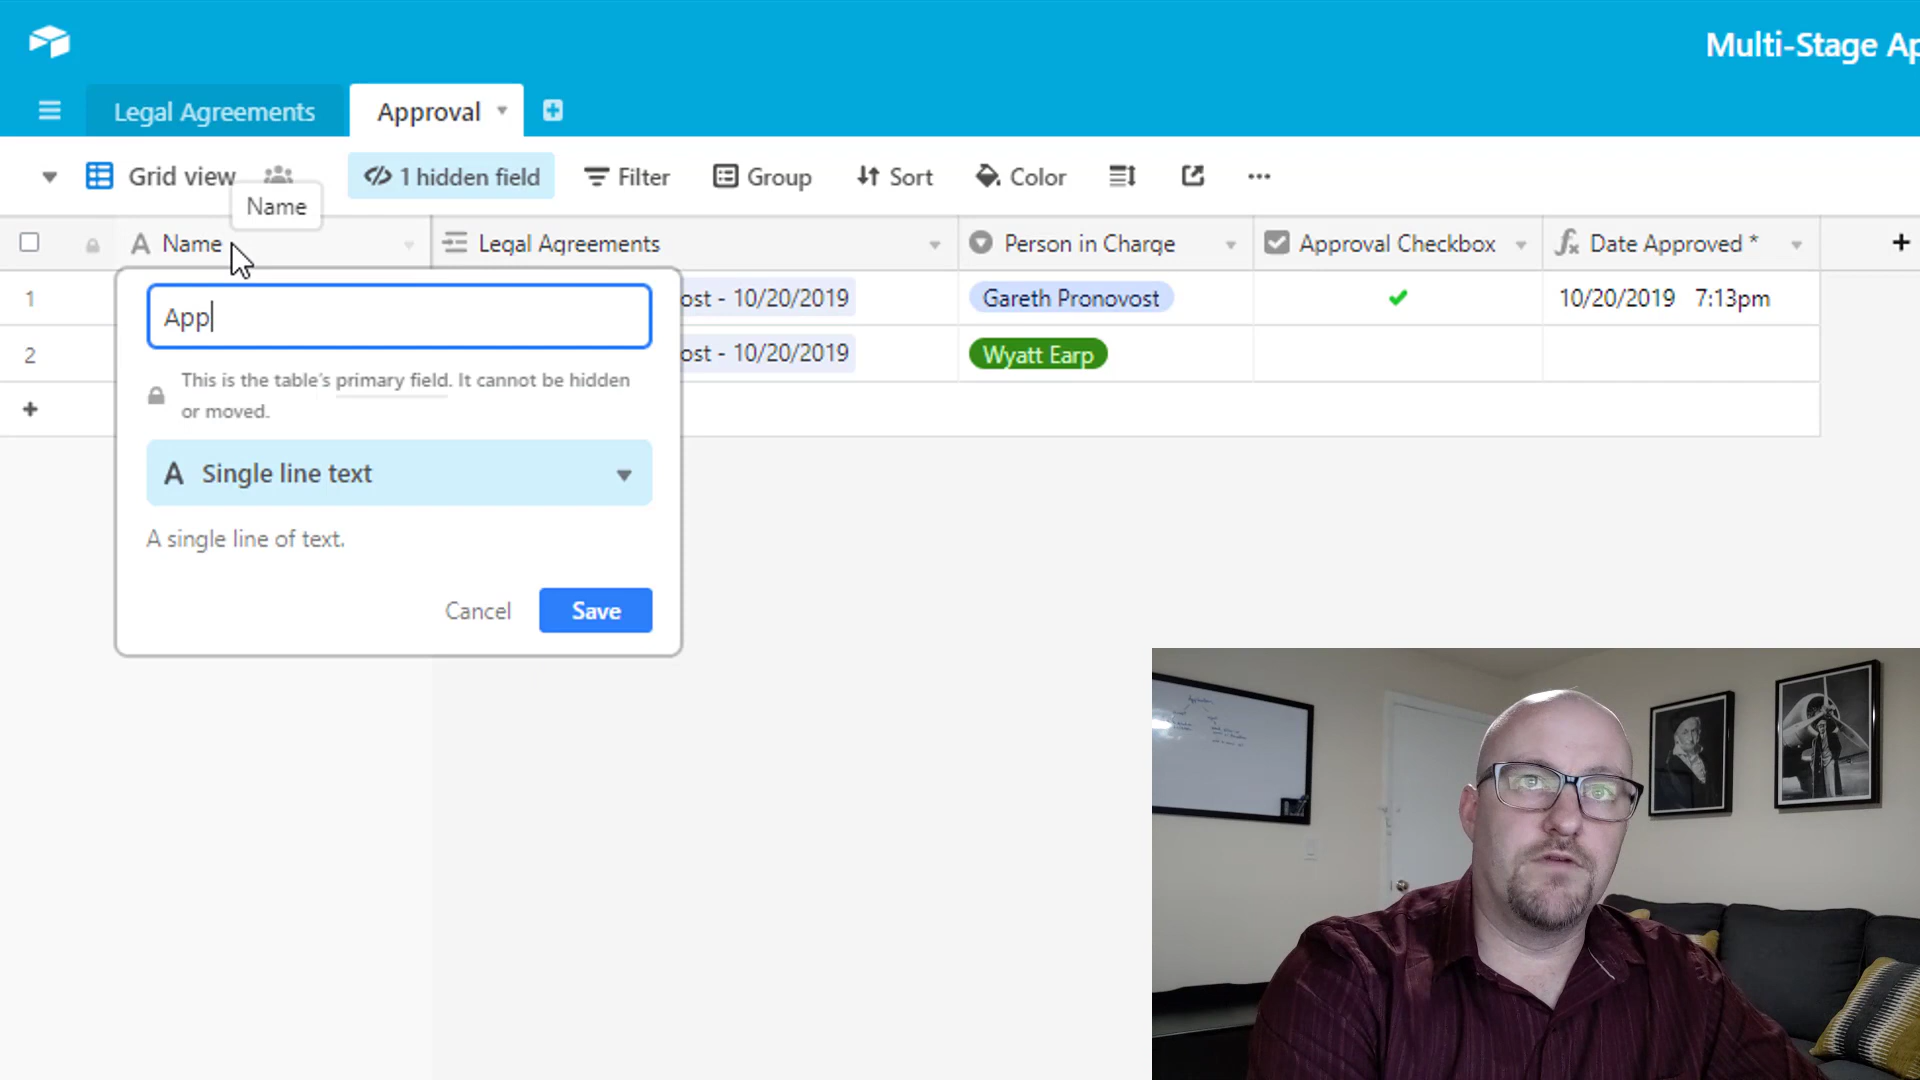 Multi-Stage Ap
Legal Agreements
Approval
Grid view
1 hidden field
Filter
Group
Sort
Color
Name
Name
Legal Agreements
Person in Charge
Approval Checkbox
Date Approved *
1
ost - 10/20/2019
Gareth Pronovost
10/20/2019 7:13pm
App
2
ost - 10/20/2019
Wyatt Earp
This is the table's primary field. It cannot be hidden
or moved.
Single line text
A single line of text.
Cancel
Save